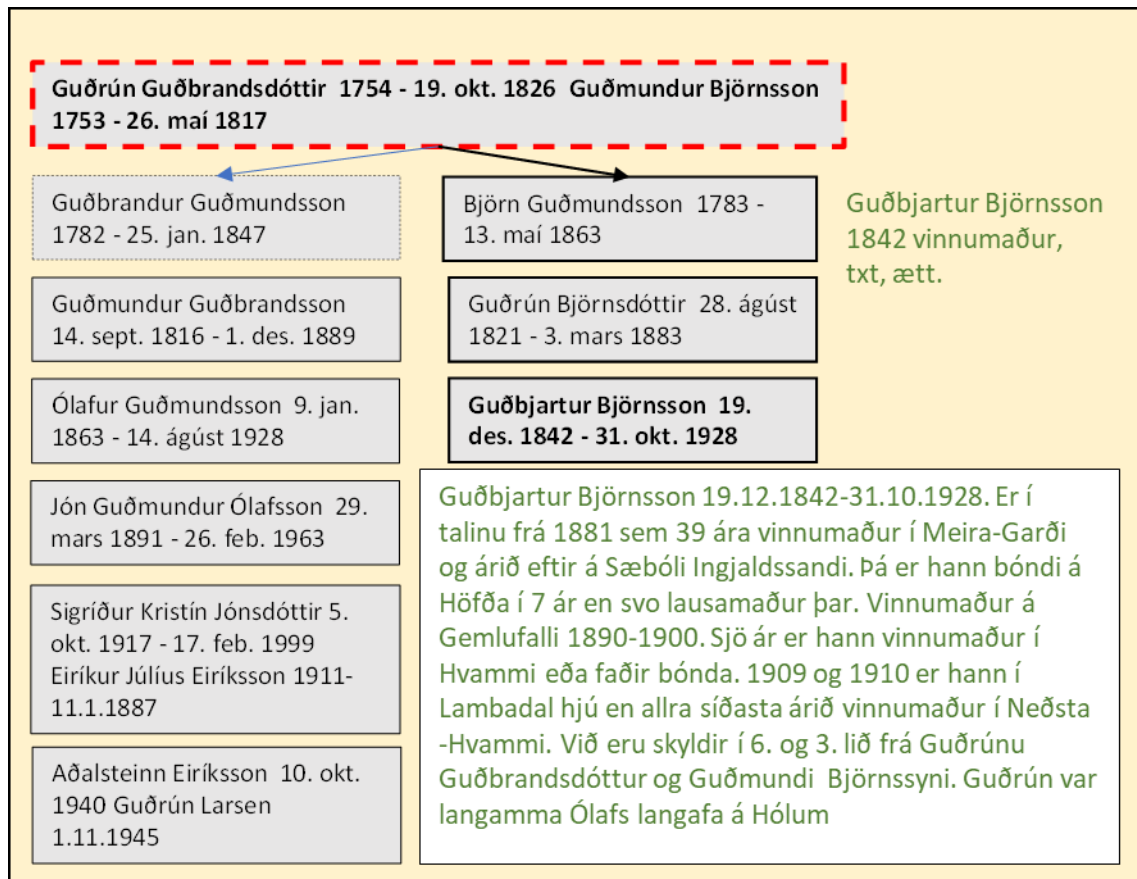 Guðrún Guðbrandsdóttir 1754 - 19. okt. 1826 Guðmundur Björnsson
1753 - 26. maí 1817
Guðbrandur Guðmundsson
1782 - 25. jan. 1847
Guðmundur Guðbrandsson
14. sept. 1816 - 1. des. 1889
Ólafur Guðmundsson 9. jan.
1863 - 14. ágúst 1928
Jón Guðmundur Ólafsson 29.
mars 1891 - 26. feb. 1963
Sigríður Kristín Jónsdóttir 5.
okt. 1917 - 17. feb. 1999
Eiríkur Júlíus Eiríksson 1911-
11.1.1887
Aðalsteinn Eiríksson 10. okt.
1940 Guðrún Larsen
1.11.1945
Björn Guðmundsson 1783 -
13. maí 1863
Guðrún Björnsdóttir 28. ágúst
1821 - 3. mars 1883
Guðbjartur Björnsson 19.
des. 1842 - 31. okt. 1928
Guðbjartur Björnsson
1842 vinnumaður,
txt, ætt.
Guðbjartur Björnsson 19.12.1842-31.10.1928. Er í
talinu frá 1881 sem 39 ára vinnumaður í Meira-Garði
og árið eftir á Sæbóli Ingjaldssandi. Þá er hann bóndi á
Höfða í 7 ár en svo lausamaður þar. Vinnumaður á
Gemlufalli 1890-1900. Sjö ár er hann vinnumaður í
Hvammi eða faðir bónda. 1909 og 1910 er hann í
Lambadal hjú en allra síðasta árið vinnumaður í Neðsta
-Hvammi. Við eru skyldir í 6. og 3. lið frá Guðrúnu
Guðbrandsdóttur og Guðmundi Björnssyni. Guðrún var
langamma Ólafs langafa á Hólum